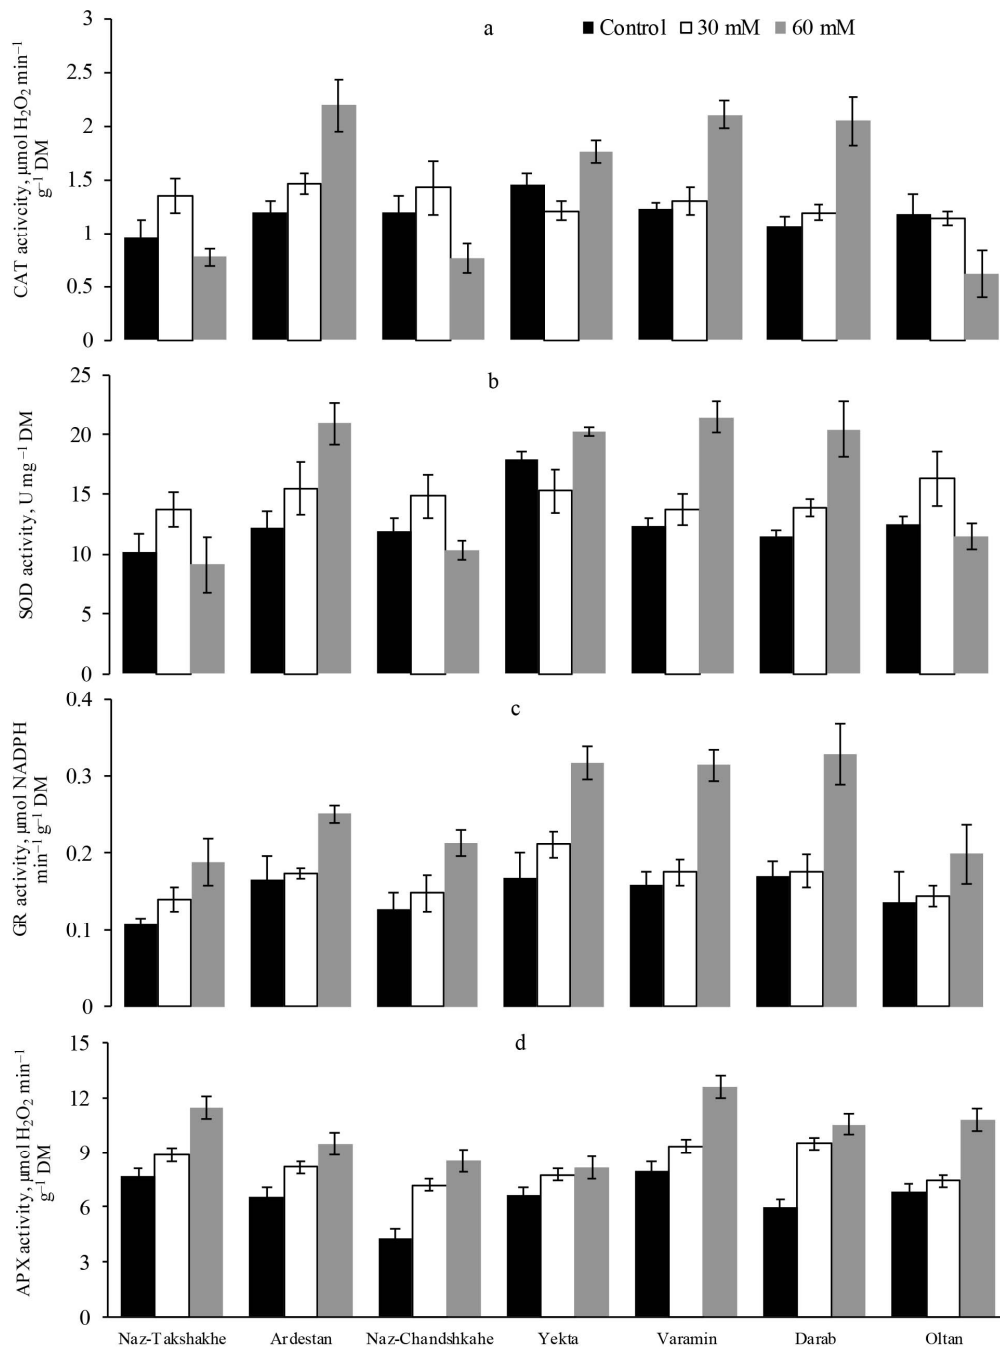 a
Control 30 mM 60 mM
CAT activcity, µmol H₂O₂ min⁻¹
g⁻¹ DM
3
2.5
2
1.5
1
0.5
0
b
SOD activity, U mg⁻¹ DM
25
20
15
10
5
0
c
GR activity, µmol NADPH
min⁻¹ g⁻¹ DM
0.4
0.3
0.2
0.1
0
d
APX activity, µmol H₂O₂ min⁻¹
g⁻¹ DM
15
12
9
6
3
0
Naz-Takshakhe Ardestan Naz-Chandshkahe Yekta Varamin Darab Oltan